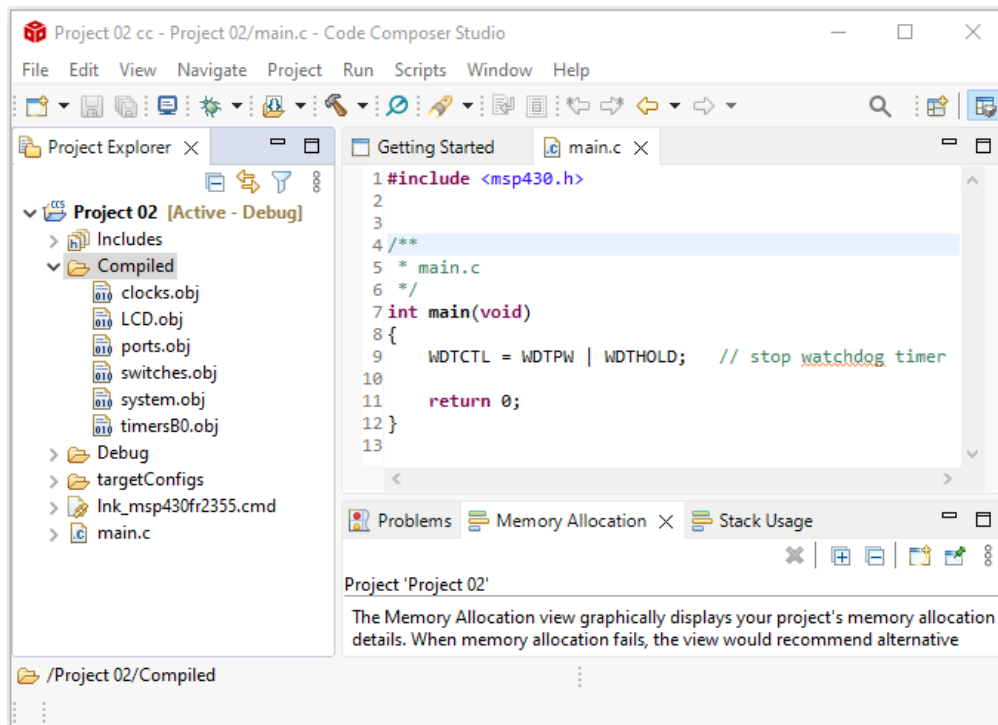 Project 02 cc - Project 02/main.c - Code Composer Studio
File Edit View Navigate Project Run Scripts Window Help
Project Explorer
Project 02 [Active - Debug]
Includes
Compiled
clocks.obj
LCD.obj
ports.obj
switches.obj
system.obj
timersB0.obj
Debug
targetConfigs
lnk_msp430fr2355.cmd
main.c
Getting Started main.c
1 #include <msp430.h>
2
3
4 /**
5 * main.c
6 */
7 int main(void)
8 {
9 WDTCTL = WDTPW | WDTHOLD; // stop watchdog timer
10
11 return 0;
12 }
13
Problems Memory Allocation Stack Usage
Project 'Project 02'
The Memory Allocation view graphically displays your project's memory allocation
details. When memory allocation fails, the view would recommend alternative
/Project 02/Compiled